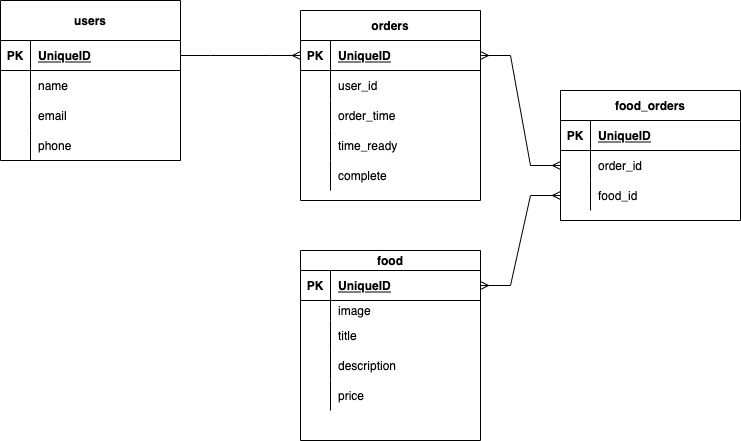 users
PK UniqueID
name
email
phone
orders
PK UniqueID
user_id
order_time
time_ready
complete
food_orders
PK UniqueID
order_id
food_id
food
PK UniqueID
image
title
description
price